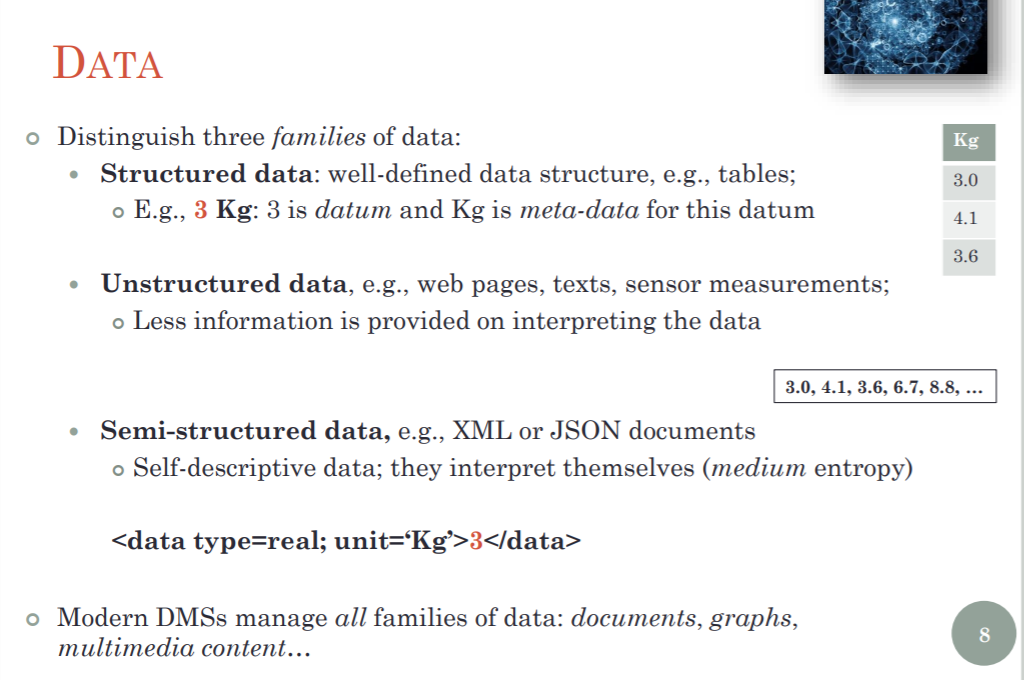 DATA
Distinguish three families of data:
Structured data: well-defined data structure, e.g., tables;
E.g., 3 Kg: 3 is datum and Kg is meta-data for this datum
Kg
3.0
4.1
3.6
Unstructured data, e.g., web pages, texts, sensor measurements;
Less information is provided on interpreting the data
3.0, 4.1, 3.6, 6.7, 8.8, …
Semi-structured data, e.g., XML or JSON documents
Self-descriptive data; they interpret themselves (medium entropy)
<data type=real; unit=‘Kg’>3</data>
Modern DMSs manage all families of data: documents, graphs,
multimedia content…
8